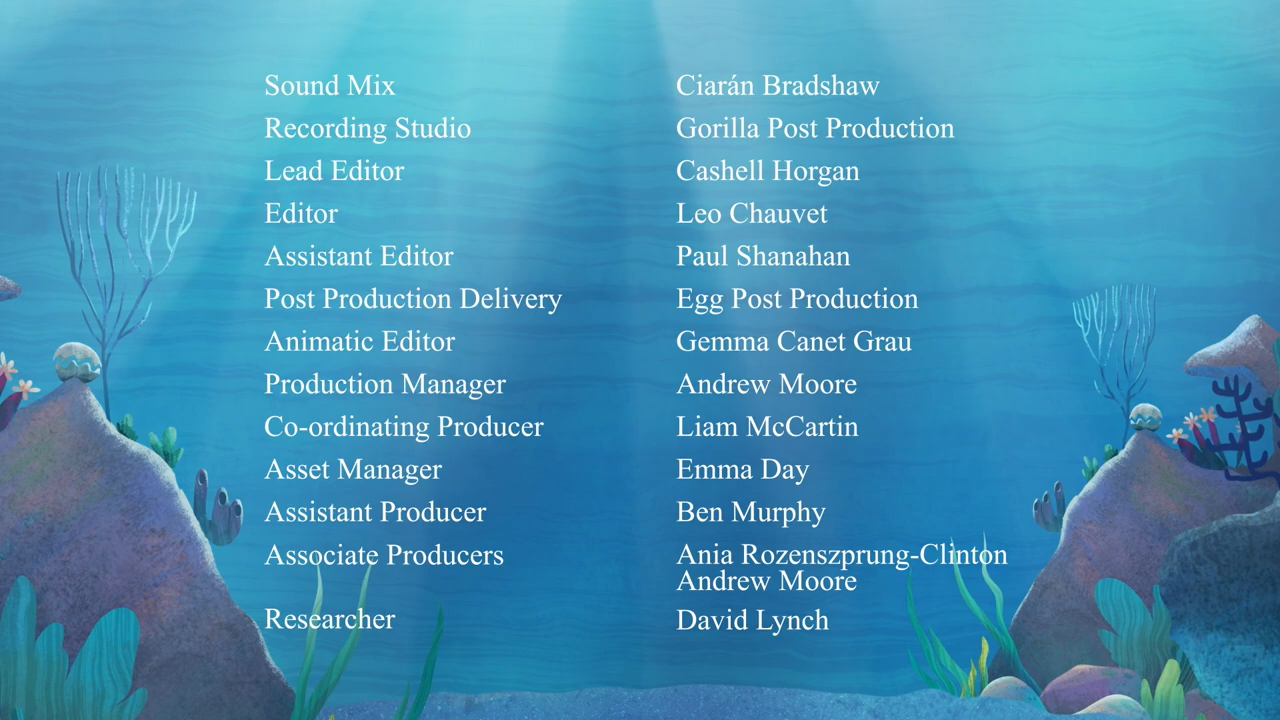 Sound Mix Ciarán Bradshaw
Recording Studio Gorilla Post Production
Lead Editor Cashell Horgan
Editor Leo Chauvet
Assistant Editor Paul Shanahan
Post Production Delivery Egg Post Production
Animatic Editor Gemma Canet Grau
Production Manager Andrew Moore
Co-ordinating Producer Liam McCartin
Asset Manager Emma Day
Assistant Producer Ben Murphy
Associate Producers Ania Rozenszprung-Clinton
Andrew Moore
Researcher David Lynch